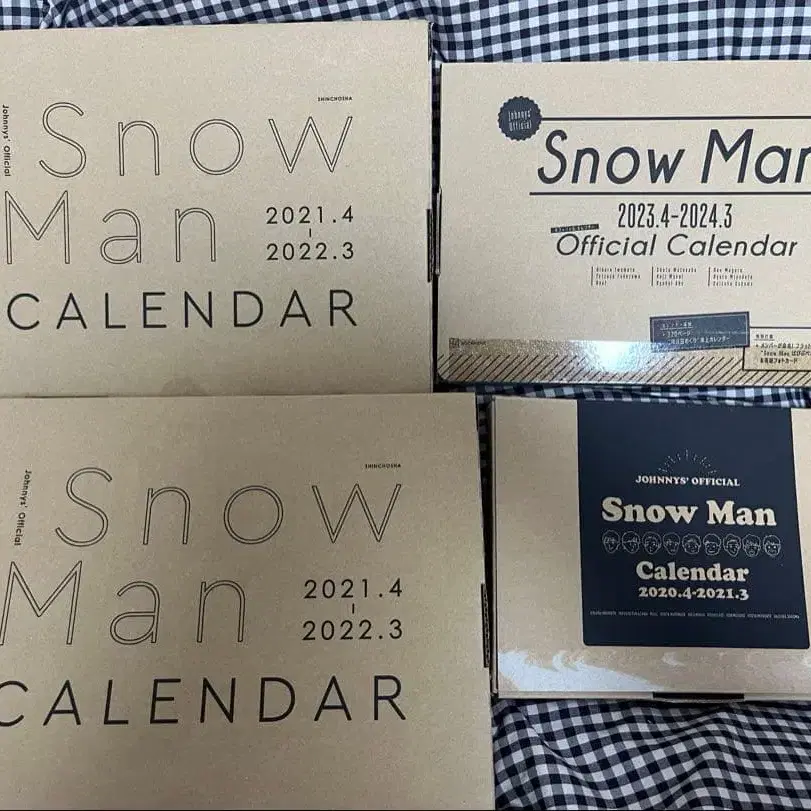 Johnnys' Official
SHINCHOSHA
Snow
Man
2021.4
-
2022.3
CALENDAR
Johnnys'
Official
Snow Man
2023.4-2024.3
Official Calendar
Johnnys' Official
SHINCHOSHA
Snow
Man
2021.4
-
2022.3
CALENDAR
JOHNNYS' OFFICIAL
Snow Man
Calendar
2020.4-2021.3